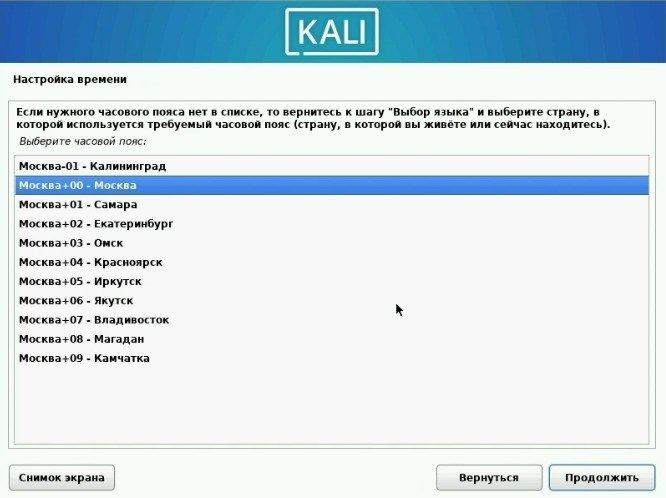 KALI
Настройка времени
Если нужного часового пояса нет в списке, то вернитесь к шагу "Выбор языка" и выберите страну, в
которой используется требуемый часовой пояс (страну, в которой вы живёте или сейчас находитесь).
Выберите часовой пояс:
Москва-01 - Калининград
Москва+00 - Москва
Москва+01 - Самара
Москва+02 - Екатеринбург
Москва+03 - Омск
Москва+04 - Красноярск
Москва+05 - Иркутск
Москва+06 - Якутск
Москва+07 - Владивосток
Москва+08 - Магадан
Москва+09 - Камчатка
Снимок экрана
Вернуться
Продолжить